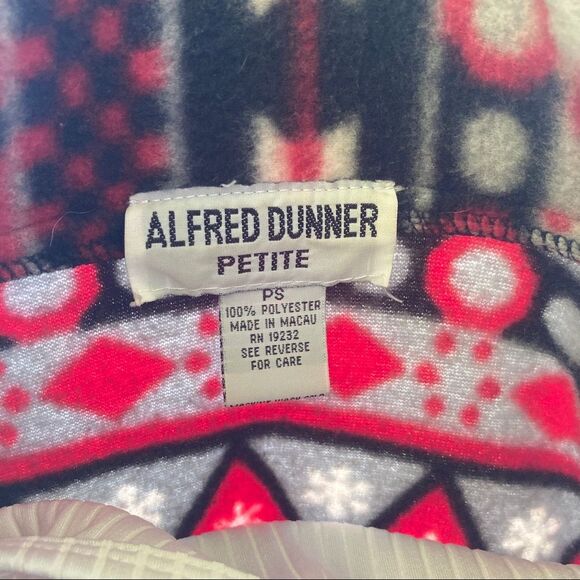 ALFRED DUNNER
PETITE
PS
100% POLYESTER
MADE IN MACAU
RN 19232
SEE REVERSE
FOR CARE